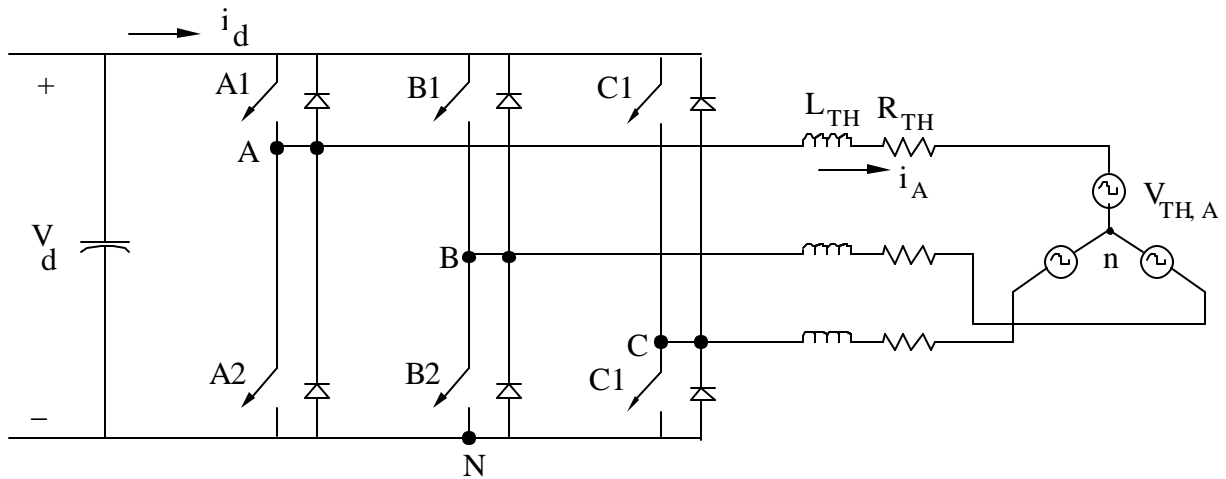 i_d
+
A1
B1
C1
L_TH
R_TH
A
i_A
V_TH, A
V_d
B
n
C
A2
B2
C1
−
N